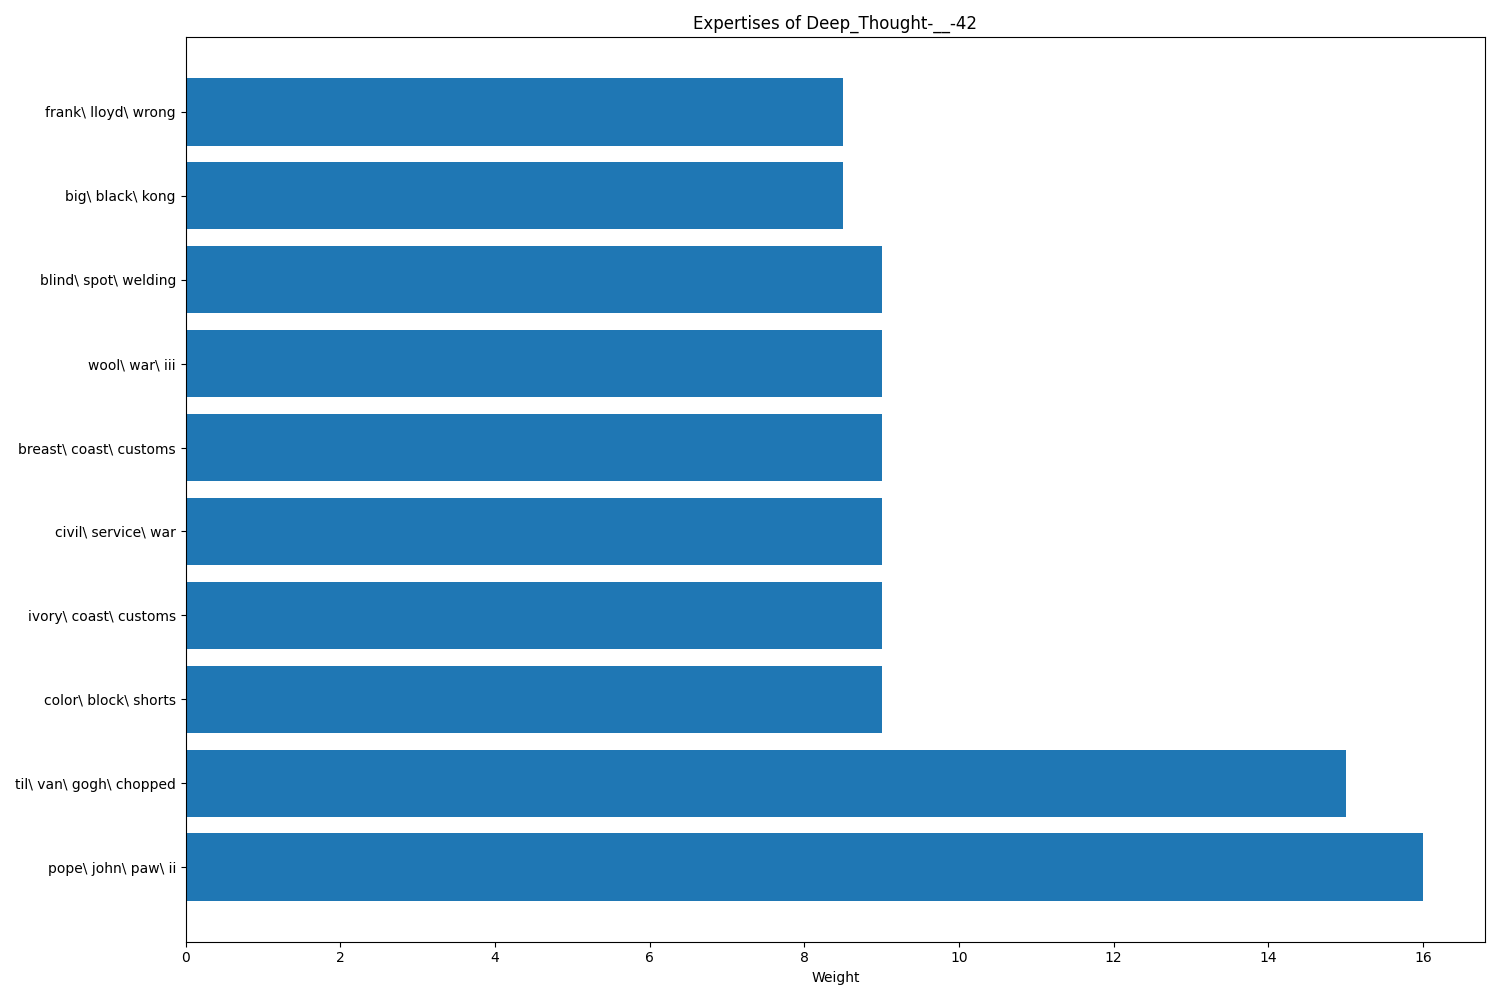 Expertises of Deep_Thought-__-42
frank\ lloyd\ wrong
big\ black\ kong
blind\ spot\ welding
wool\ war\ iii
breast\ coast\ customs
civil\ service\ war
ivory\ coast\ customs
color\ block\ shorts
til\ van\ gogh\ chopped
pope\ john\ paw\ ii
0 2 4 6 8 10 12 14 16
Weight